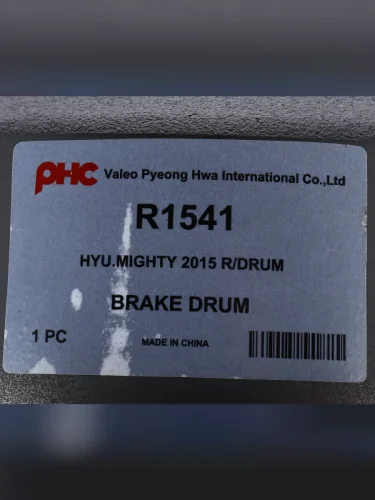 PHC Valeo Pyeong Hwa International Co.,Ltd
R1541
HYU.MIGHTY 2015 R/DRUM
BRAKE DRUM
1 PC MADE IN CHINA